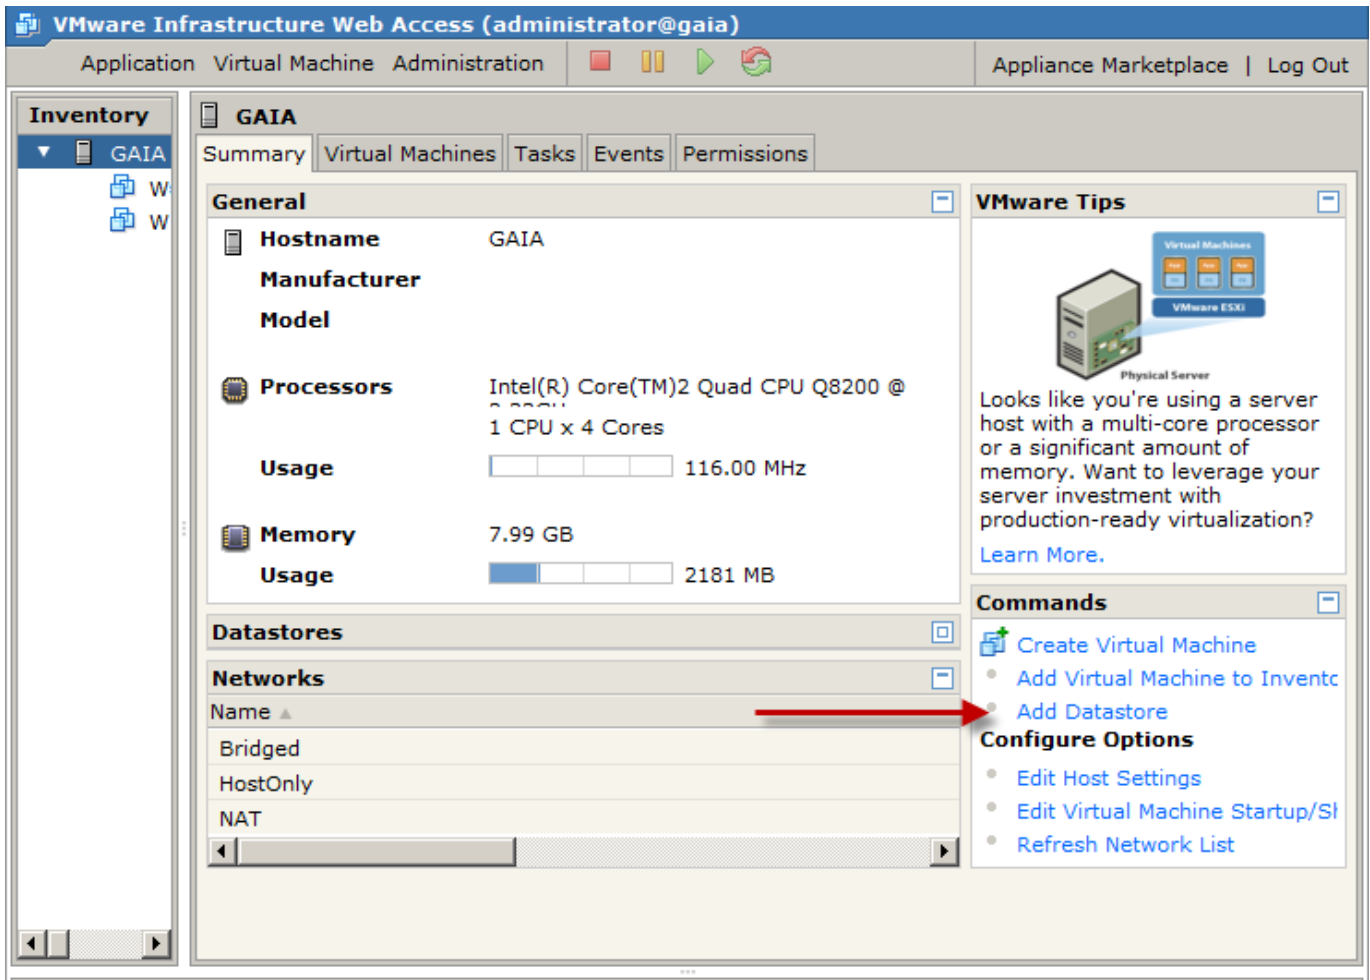 VMware Infrastructure Web Access (administrator@gaia)
Application Virtual Machine Administration
Appliance Marketplace | Log Out
Inventory
GAIA
W
W
GAIA
Summary Virtual Machines Tasks Events Permissions
General
Hostname GAIA
Manufacturer
Model
Processors Intel(R) Core(TM)2 Quad CPU Q8200 @
1 CPU x 4 Cores
Usage 116.00 MHz
Memory 7.99 GB
Usage 2181 MB
Datastores
Networks
Name
Bridged
HostOnly
NAT
VMware Tips
Virtual Machines
VMware ESXi
Physical Server
Looks like you're using a server
host with a multi-core processor
or a significant amount of
memory. Want to leverage your
server investment with
production-ready virtualization?
Learn More.
Commands
Create Virtual Machine
Add Virtual Machine to Invento
Add Datastore
Configure Options
Edit Host Settings
Edit Virtual Machine Startup/Sh
Refresh Network List